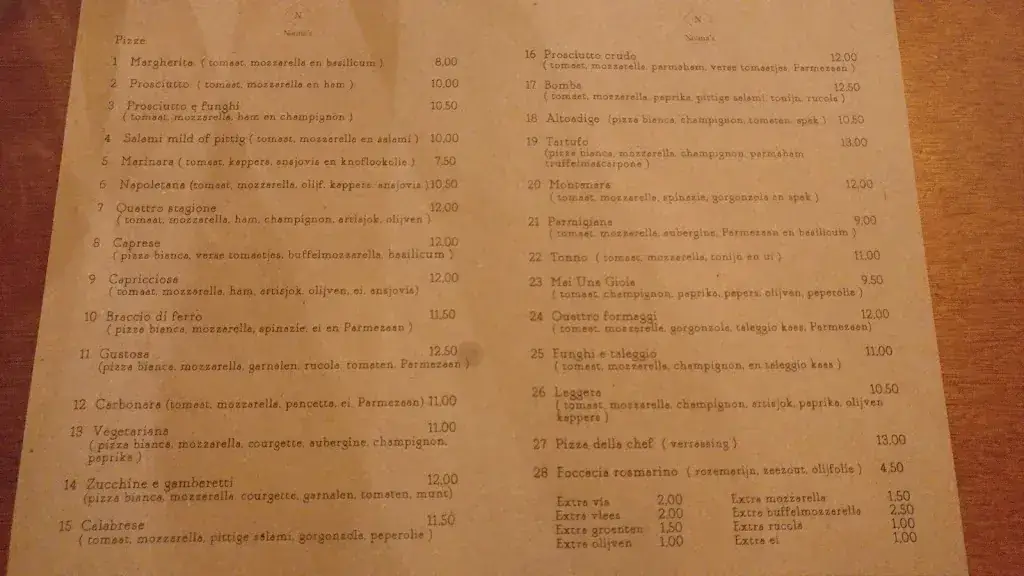 N
Nonna's
Pizze
1 Margherita ( tomaat, mozzarella en basilicum ) 8,00
2 Prosciutto ( tomaat, mozzarella en ham ) 10,00
3 Prosciutto e funghi 10,50
( tomaat, mozzarella, ham en champignon )
4 Salami mild of pittig ( tomaat, mozzarella en salami ) 10,00
5 Marinara ( tomaat, kappers, ansjovis en knoflookolie ) 7,50
6 Napoletana (tomaat, mozzarella, olijf, kappers, ansjovis ) 10,50
7 Quattro stagione 12,00
( tomaat, mozzarella, ham, champignon, artisjok, olijven )
8 Caprese 12,00
( pizza bianca, verse tomaatjes, buffelmozzarella, basilicum )
9 Capricciosa 12,00
( tomaat, mozzarella, ham, artisjok, olijven, ei, ansjovis)
10 Braccio di ferro 11,50
( pizza bianca, mozzarella, spinazie, ei en Parmezaan )
11 Gustosa 12,50
(pizza bianca, mozzarella, garnalen, rucola, tomaten, Parmezaan )
12 Carbonara (tomaat, mozzarella, pancetta, ei, Parmezaan) 11,00
13 Vegetariana 11,00
( pizza bianca, mozzarella, courgette, aubergine, champignon,
paprika )
14 Zucchine e gamberetti 12,00
(pizza bianca, mozzarella, courgette, garnalen, tomaten, munt)
15 Calabrese 11,50
( tomaat, mozzarella, pittige salami, gorgonzola, peperolie )
N
Nonna's
16 Prosciutto crudo 12,00
( tomaat, mozzarella, parmaham, verse tomaatjes, Parmezaan )
17 Bomba 12,50
( tomaat, mozzarella, paprika, pittige salami, tonijn, rucola )
18 Altoadige (pizza bianca, champignon, tomaten, spek ) 10,50
19 Tartufo 13,00
(pizza bianca, mozzarella, champignon, parmaham
truffelmascarpone )
20 Montanara 12,00
( tomaat, mozzarella, spinazie, gorgonzola en spek )
21 Parmigiana 9,00
( tomaat, mozzarella, aubergine, Parmezaan en basilicum )
22 Tonno ( tomaat, mozzarella, tonijn en ui ) 11,00
23 Mai Una Gioia 9,50
( tomaat, champignon, paprika, pepers, olijven, peperolie )
24 Quattro formaggi 12,00
( tomaat, mozzarella, gorgonzola, taleggio kaas, Parmezaan)
25 Funghi e taleggio 11,00
( tomaat, mozzarella, champignon, en taleggio kaas )
26 Leggera 10,50
( tomaat, mozzarella, champignon, artisjok, paprika, olijven
kappers )
27 Pizza della chef ( verrassing ) 13,00
28 Foccacia rosmarino ( rozemarijn, zeezout, olijfolie ) 4,50
Extra vis 2,00 Extra mozzarella 1,50
Extra vlees 2,00 Extra buffelmozzarella 2,50
Extra groenten 1,50 Extra rucola 1,00
Extra olijven 1,00 Extra ei 1,00